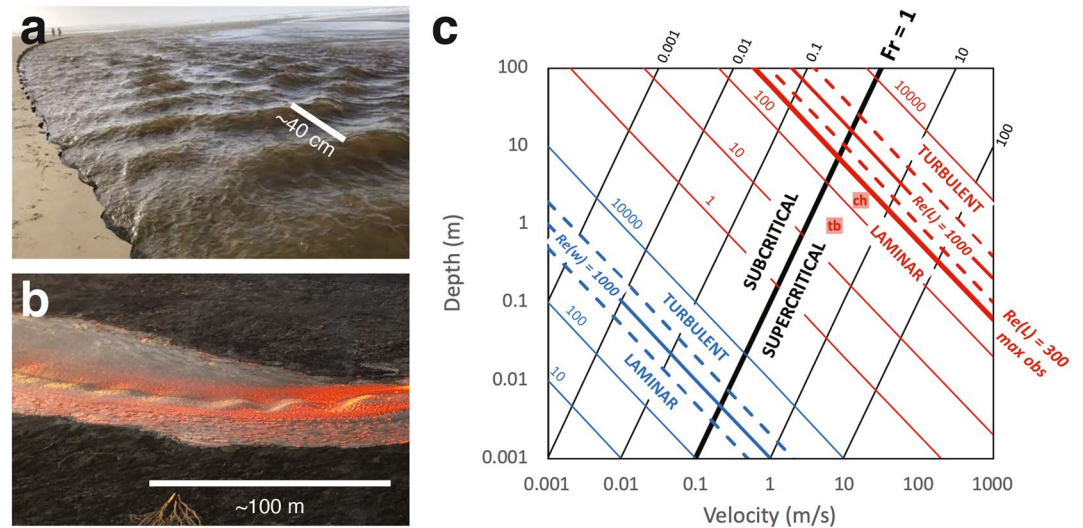 a
~40 cm
b
~100 m
c
Depth (m)
100
10
1
0.1
0.01
0.001
0.001
0.01
0.1
1
10
100
1000
Velocity (m/s)
0.001
0.01
0.1
Fr = 1
10
100
10000
100
10
1
TURBULENT
Re(L) = 1000
LAMINAR
Re(L) = 300
max obs
ch
tb
SUBCRITICAL
SUPERCRITICAL
10000
Re(w) = 1000
100
10
TURBULENT
LAMINAR